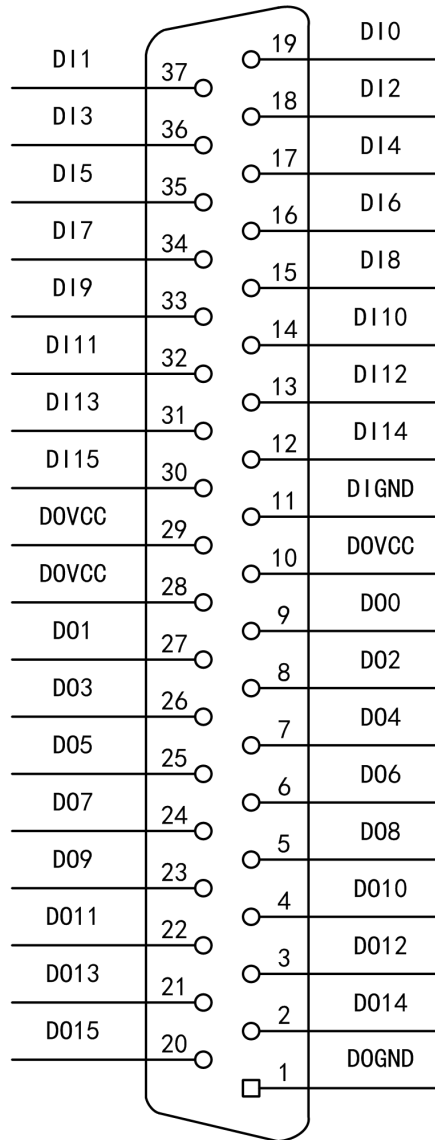 19 DI0
DI1 37
18 DI2
DI3 36
17 DI4
DI5 35
16 DI6
DI7 34
15 DI8
DI9 33
14 DI10
DI11 32
13 DI12
DI13 31
12 DI14
DI15 30
11 DIGND
DOVCC 29
10 DOVCC
DOVCC 28
9 DO0
DO1 27
8 DO2
DO3 26
7 DO4
DO5 25
6 DO6
DO7 24
5 DO8
DO9 23
4 DO10
DO11 22
3 DO12
DO13 21
2 DO14
DO15 20
1 DOGND